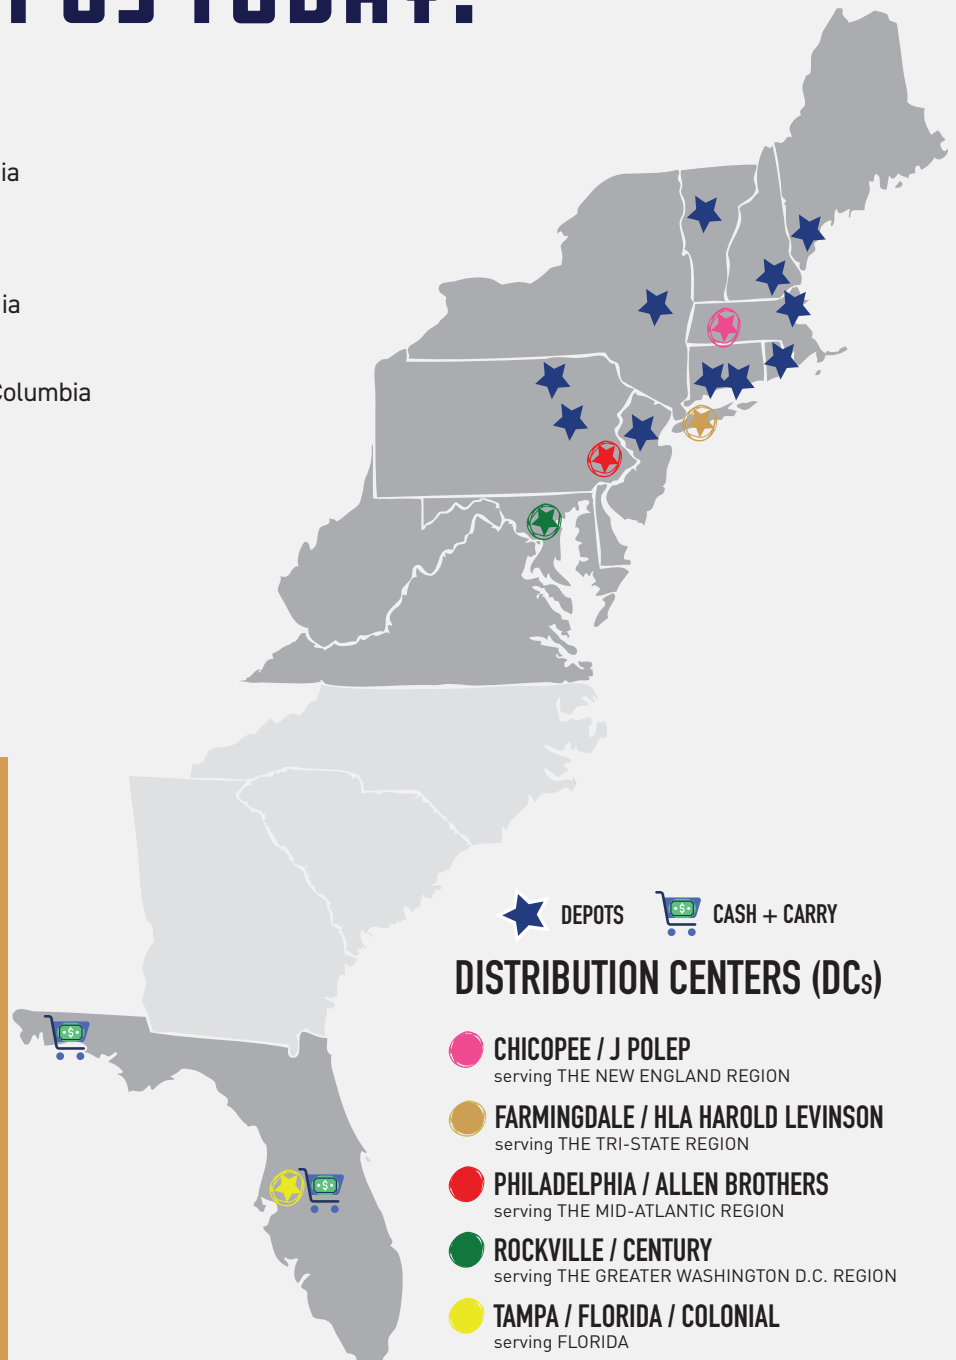 US TODAY.
ia
ia
Columbia
DEPOTS
CASH + CARRY
DISTRIBUTION CENTERS (DCs)
CHICOPEE / J POLEP
serving THE NEW ENGLAND REGION
FARMINGDALE / HLA HAROLD LEVINSON
serving THE TRI-STATE REGION
PHILADELPHIA / ALLEN BROTHERS
serving THE MID-ATLANTIC REGION
ROCKVILLE / CENTURY
serving THE GREATER WASHINGTON D.C. REGION
TAMPA / FLORIDA / COLONIAL
serving FLORIDA